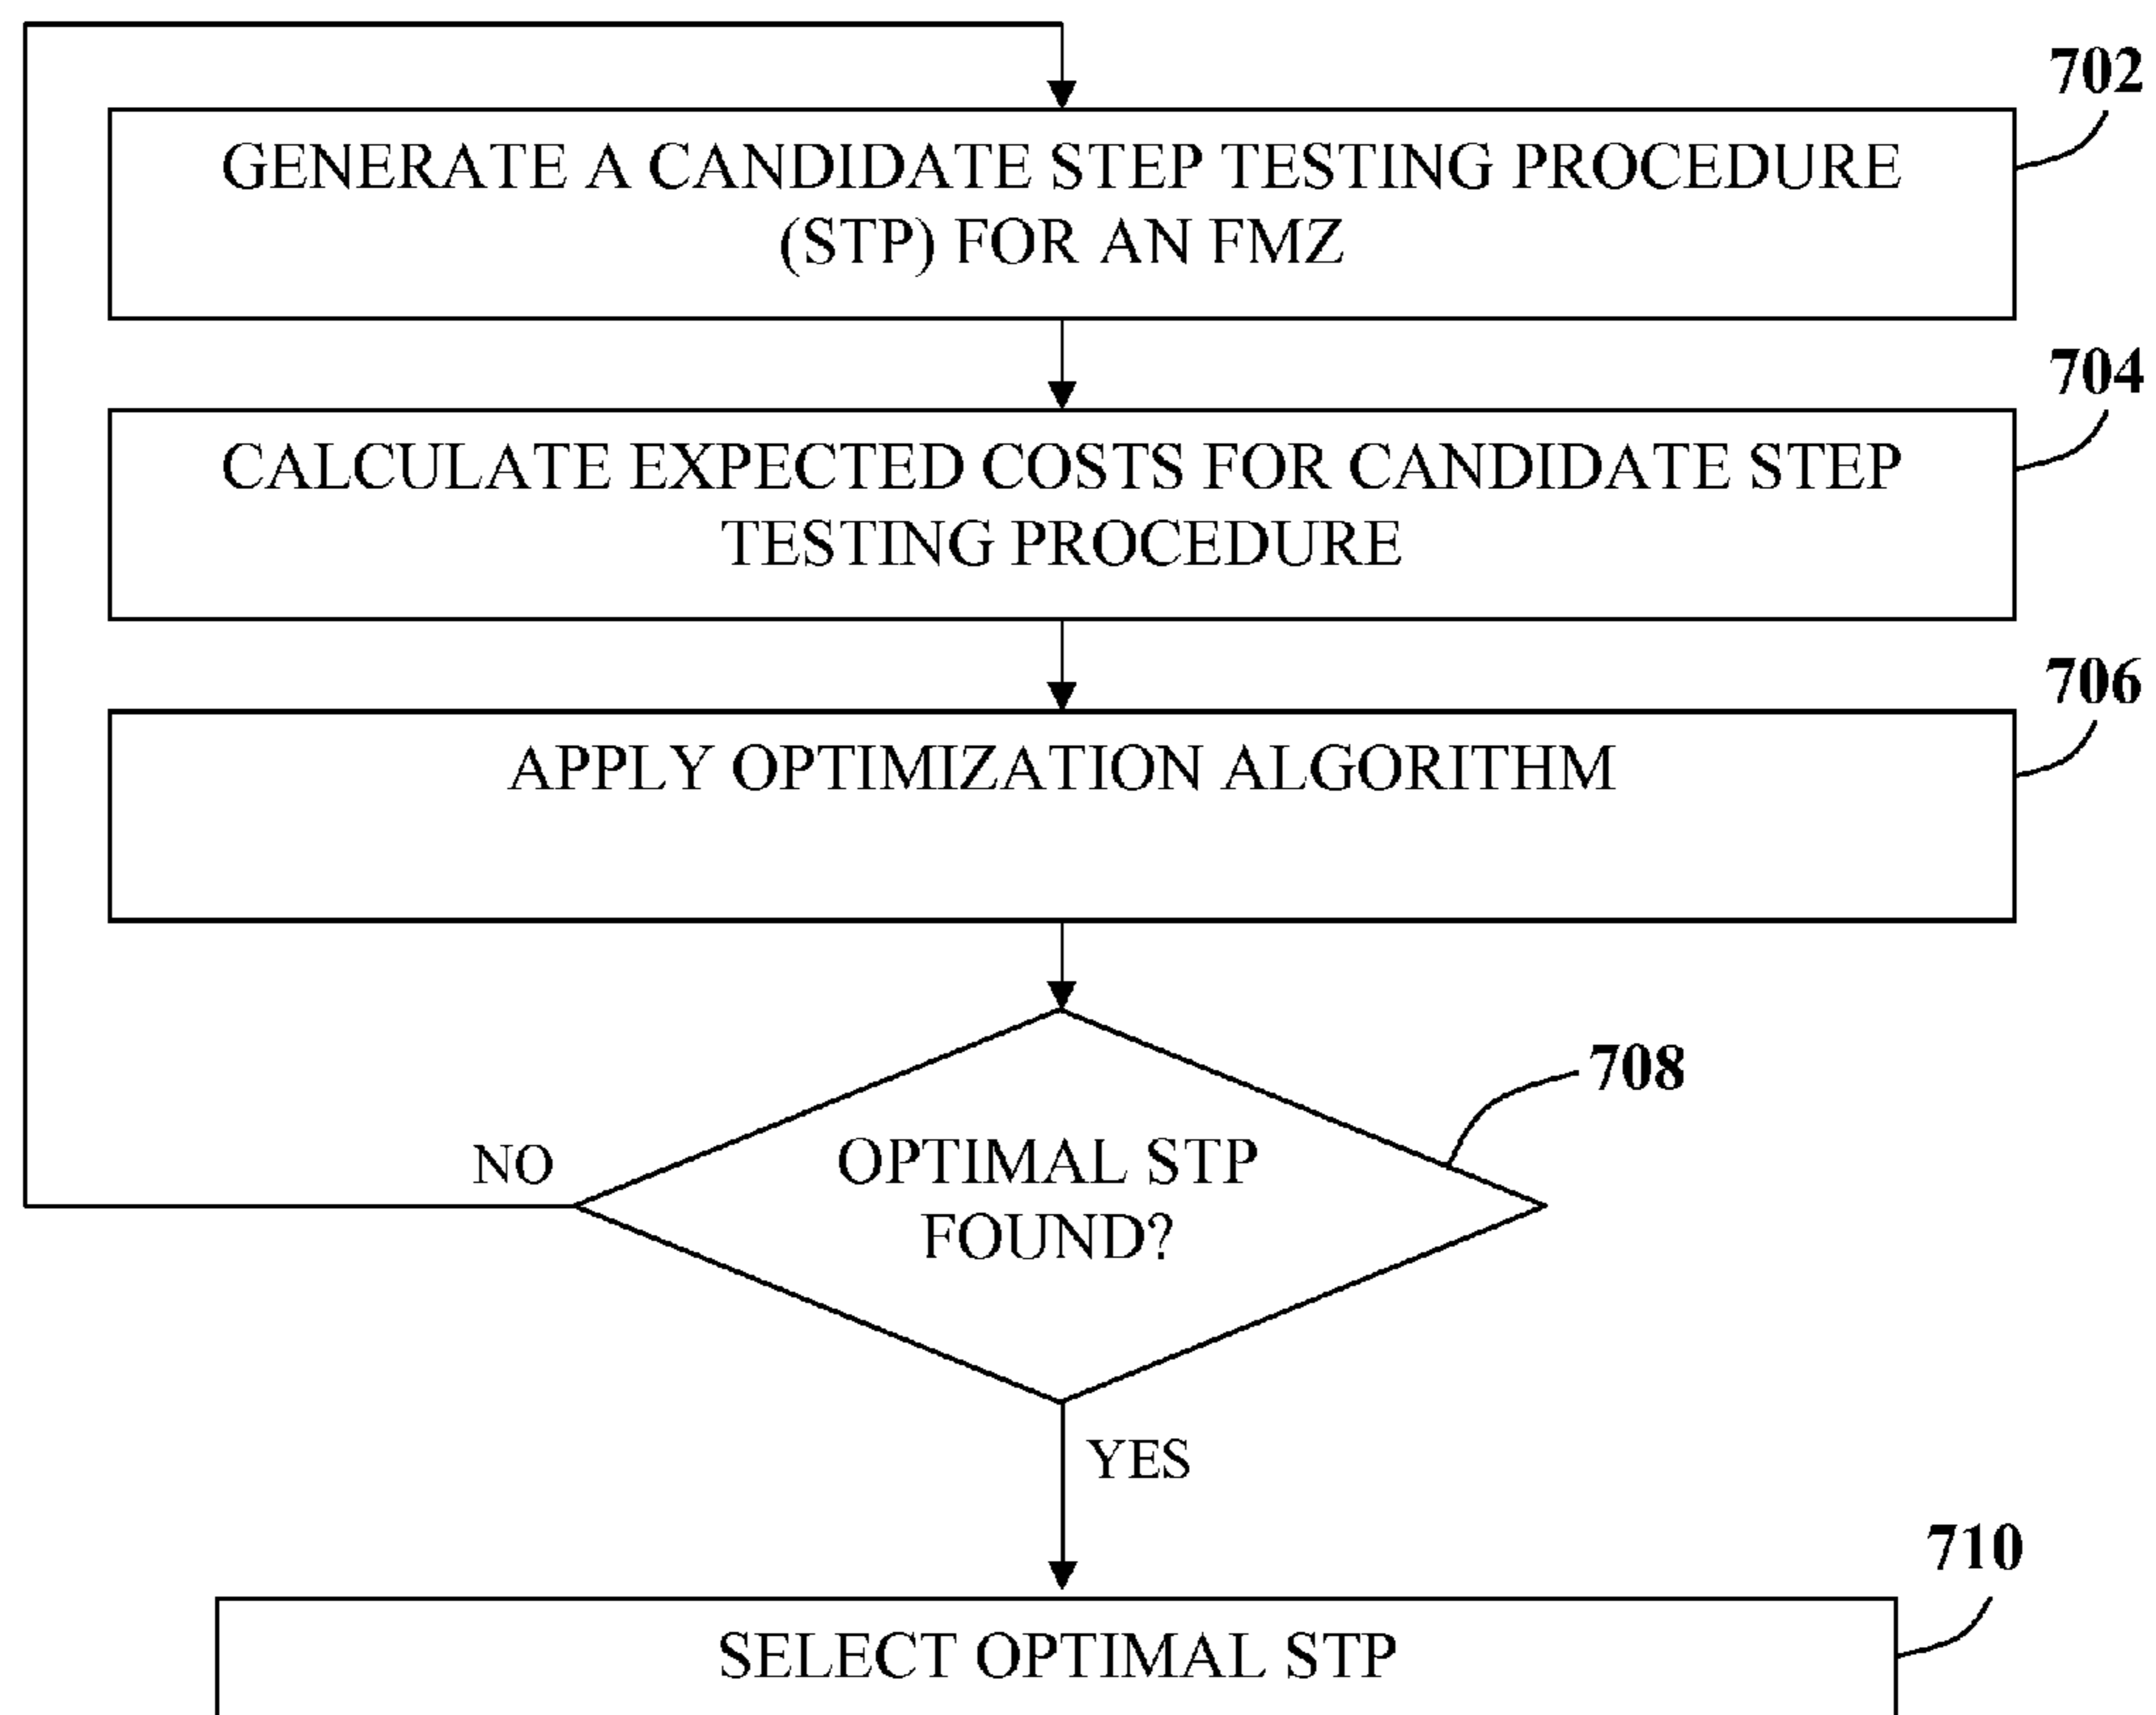 702
GENERATE A CANDIDATE STEP TESTING PROCEDURE
(STP) FOR AN FMZ
704
CALCULATE EXPECTED COSTS FOR CANDIDATE STEP
TESTING PROCEDURE
706
APPLY OPTIMIZATION ALGORITHM
708
NO
OPTIMAL STP
FOUND?
YES
710
SELECT OPTIMAL STP